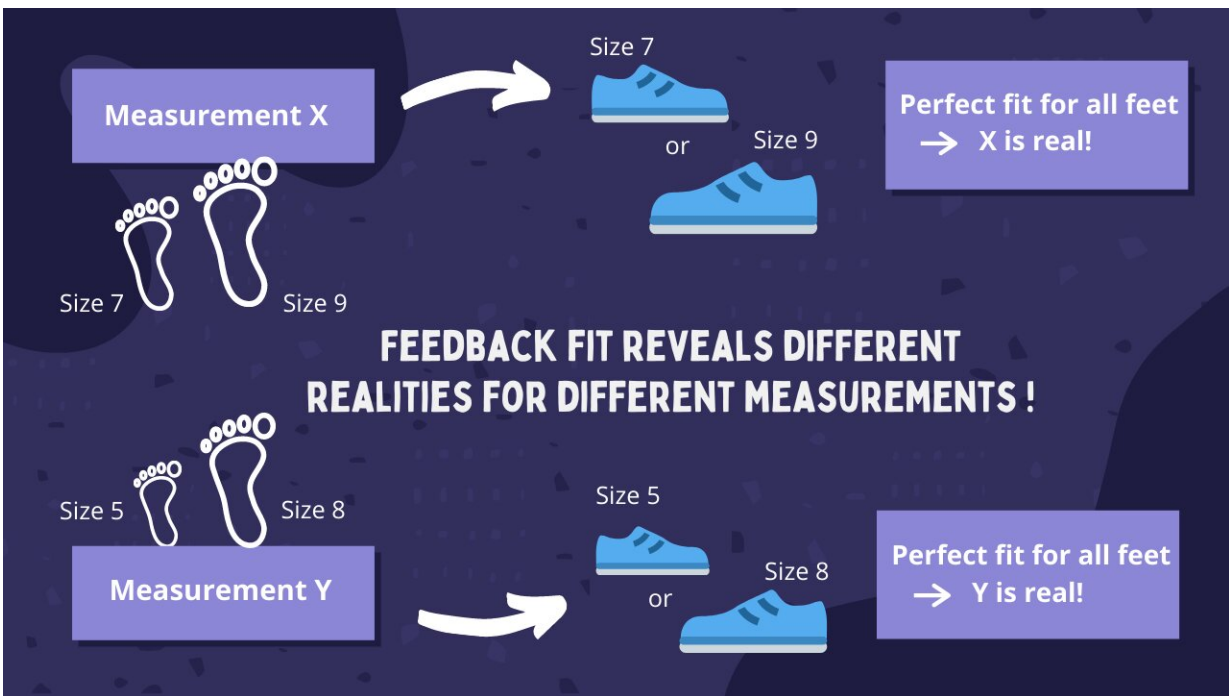 Measurement X
Size 7
Size 9
Size 7
or
Size 9
Perfect fit for all feet
→ X is real!
FEEDBACK FIT REVEALS DIFFERENT
REALITIES FOR DIFFERENT MEASUREMENTS !
Size 5
Size 8
Measurement Y
Size 5
or
Size 8
Perfect fit for all feet
→ Y is real!